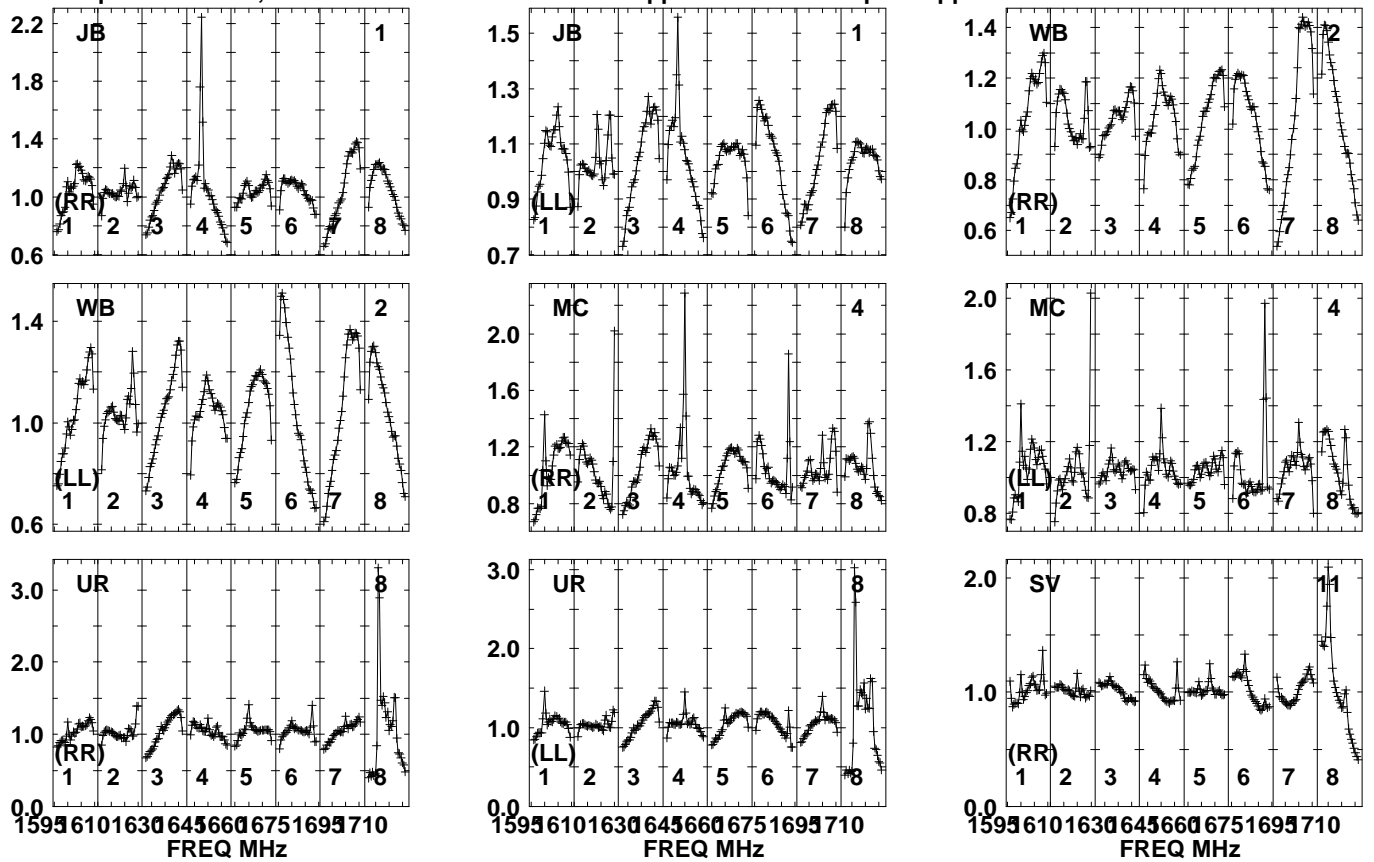 2.2 JB 1
1.8
1.4
1.0
(RR)
1 2 3 4 5 6 7 8
0.6
JB 1
1.5
1.3
1.1
0.9
(LL)
1 2 3 4 5 6 7 8
0.7
1.4 WB 2
1.2
1.0
0.8
(RR)
1 2 3 4 5 6 7 8
0.6
WB 2
1.4
1.0
(LL)
1 2 3 4 5 6 7 8
0.6
MC 4
2.0
1.6
1.2
(RR)
1 2 3 4 5 6 7 8
0.8
2.0 MC 4
1.6
1.2
(LL)
1 2 3 4 5 6 7 8
0.8
UR 8
3.0
2.0
1.0
(RR)
1 2 3 4 5 6 7 8
0.0
1595 1610 1630 1645 1660 1675 1695 1710
FREQ MHz
UR 8
3.0
2.0
1.0
(LL)
1 2 3 4 5 6 7 8
0.0
1595 1610 1630 1645 1660 1675 1695 1710
FREQ MHz
2.0 SV 11
1.0
(RR)
1 2 3 4 5 6 7 8
0.0
1595 1610 1630 1645 1660 1675 1695 1710
FREQ MHz